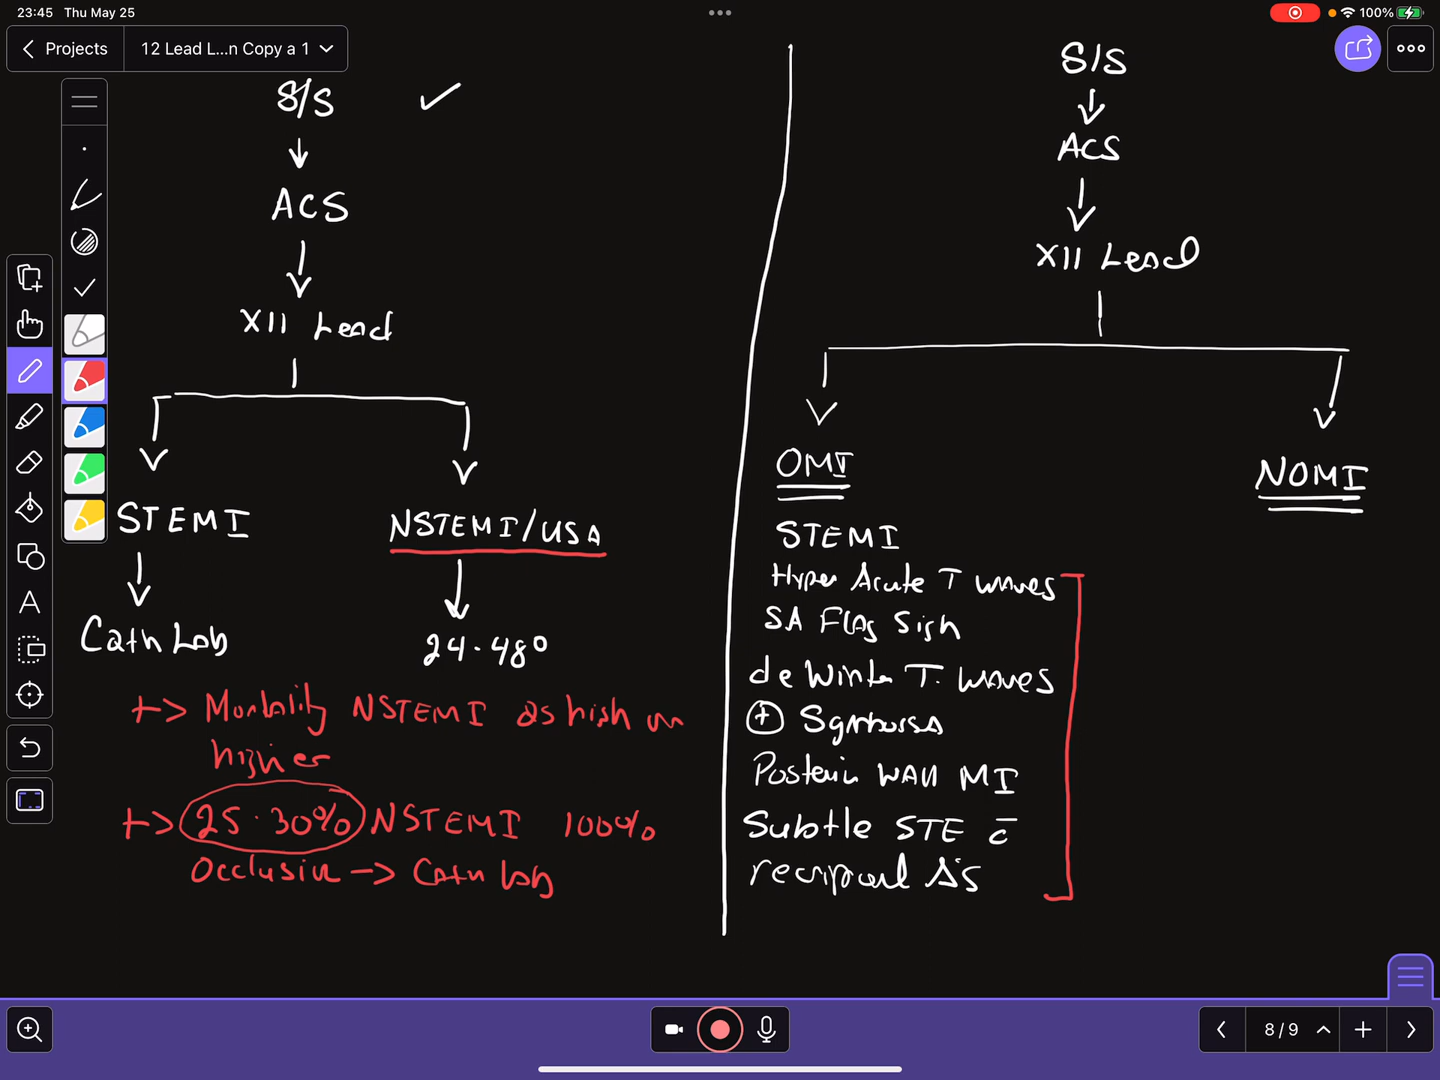 23:45 Thu May 25
100%
Projects
12 Lead L...n Copy a 1
S/S
ACS
XII Lead
STEMI
NSTEMI/USA
Cath Lab
24-48°
+> Mortality NSTEMI as high or
higher
+> 25-30% NSTEMI 100%
Occlusive -> Cath lab
S/S
ACS
XII Lead
OMI
NOMI
STEMI
Hyper Acute T waves
SA Flag Sign
de Winter T. waves
+ Sgarbossa
Posterior WAll MI
Subtle STE c̄
reciprocal Δs
A
8/9